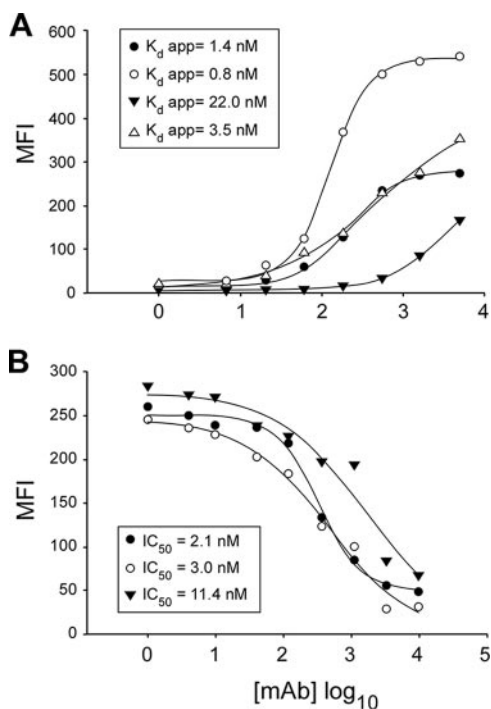 A
K_d app= 1.4 nM
K_d app= 0.8 nM
K_d app= 22.0 nM
K_d app= 3.5 nM
MFI
600
500
400
300
200
100
0
0 1 2 3 4
B
MFI
300
250
200
150
100
50
0
IC_50 = 2.1 nM
IC_50 = 3.0 nM
IC_50 = 11.4 nM
0 1 2 3 4 5
[mAb] log_10